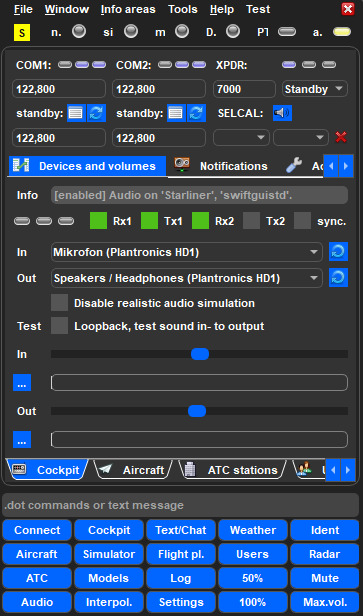 File Window Info areas Tools Help Test
S n. si m D. PT a.
COM1: COM2: XPDR:
122,800 122,800 7000 Standby
standby: standby: SELCAL:
122,800 122,800
Devices and volumes Notifications
Info [enabled] Audio on 'Starliner', 'swiftguistd'.
Rx1 Tx1 Rx2 Tx2 sync.
In Mikrofon (Plantronics HD1)
Out Speakers / Headphones (Plantronics HD1)
Disable realistic audio simulation
Test Loopback, test sound in- to output
In
...
Out
...
Cockpit Aircraft ATC stations
.dot commands or text message
Connect Cockpit Text/Chat Weather Ident
Aircraft Simulator Flight pl. Users Radar
ATC Models Log 50% Mute
Audio Interpol. Settings 100% Max.vol.